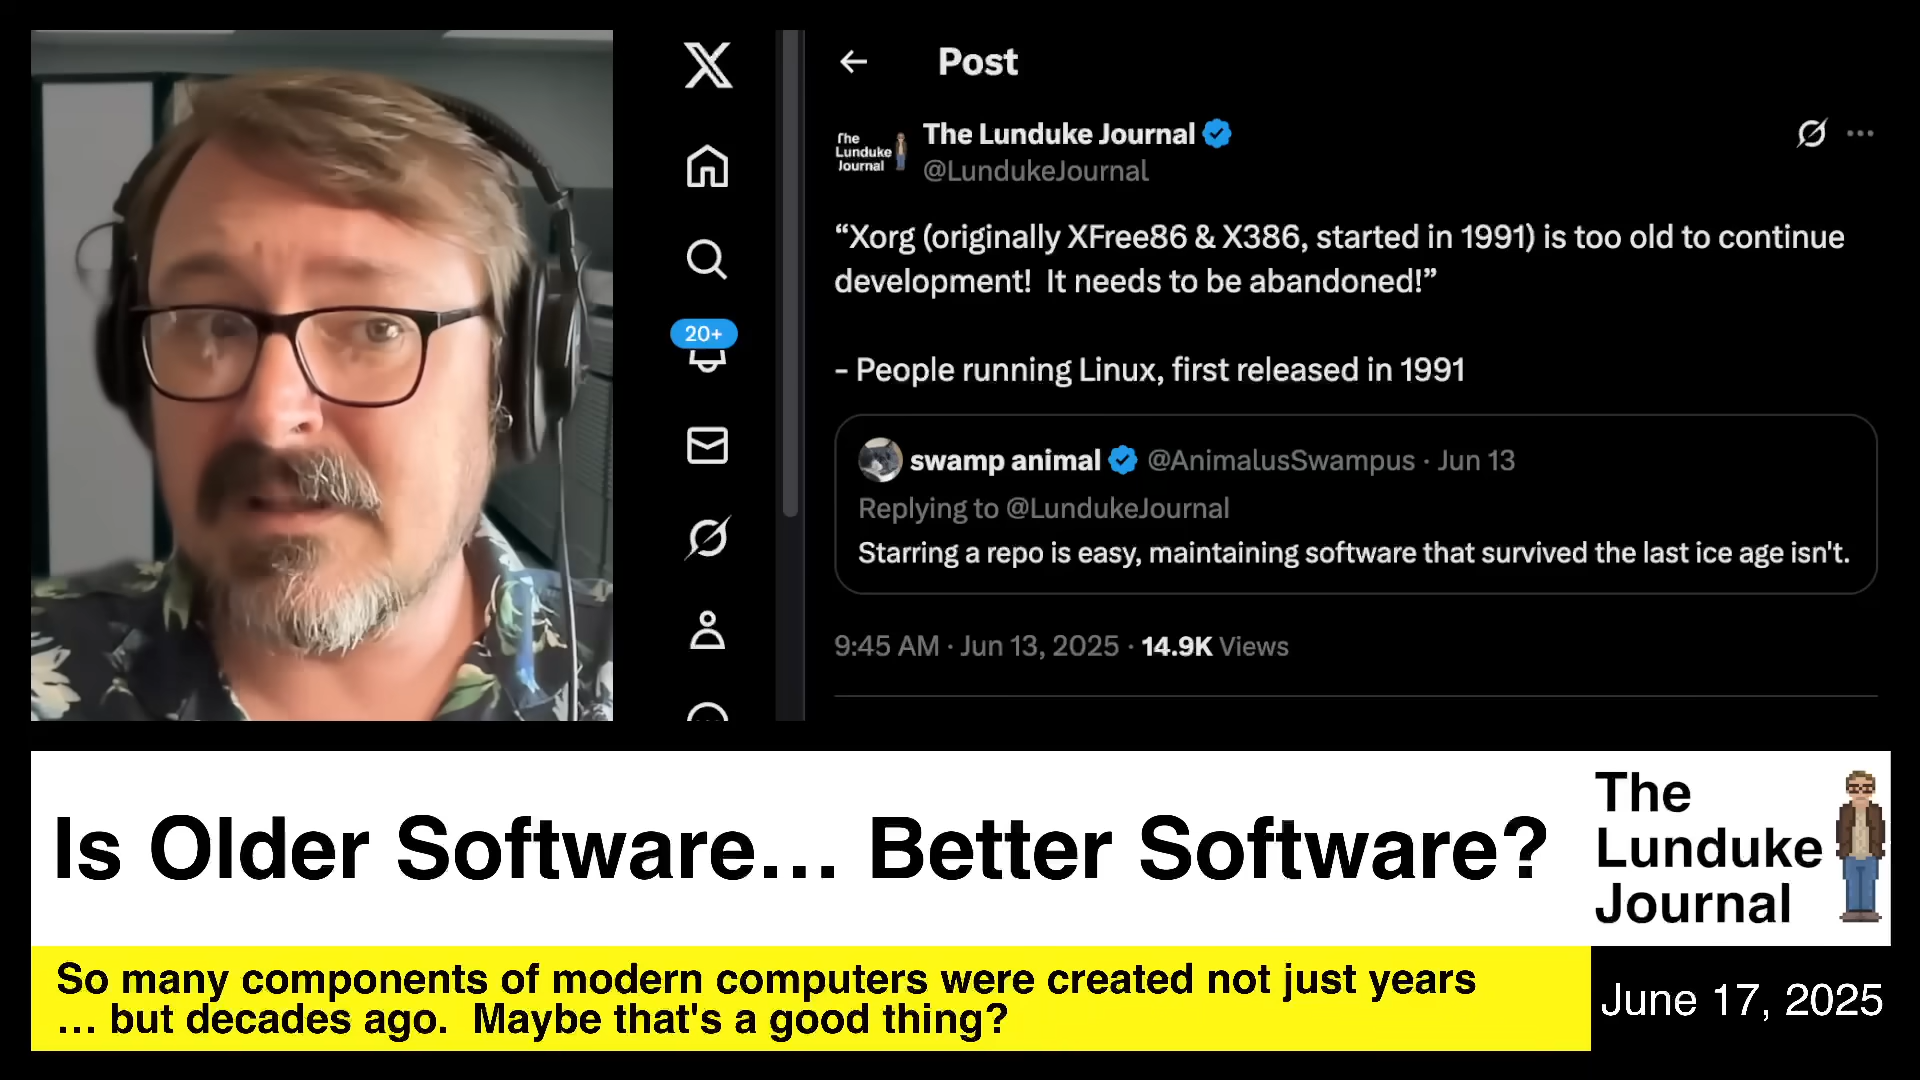 Post
The Lunduke Journal
@LundukeJournal
The
Lunduke
Journal
“Xorg (originally XFree86 & X386, started in 1991) is too old to continue
development!  It needs to be abandoned!”
– People running Linux, first released in 1991
20+
swamp animal @AnimalusSwampus · Jun 13
Replying to @LundukeJournal
Starring a repo is easy, maintaining software that survived the last ice age isn't.
9:45 AM · Jun 13, 2025 · 14.9K Views
Is Older Software... Better Software?
The
Lunduke
Journal
So many components of modern computers were created not just years
... but decades ago.  Maybe that's a good thing?
June 17, 2025